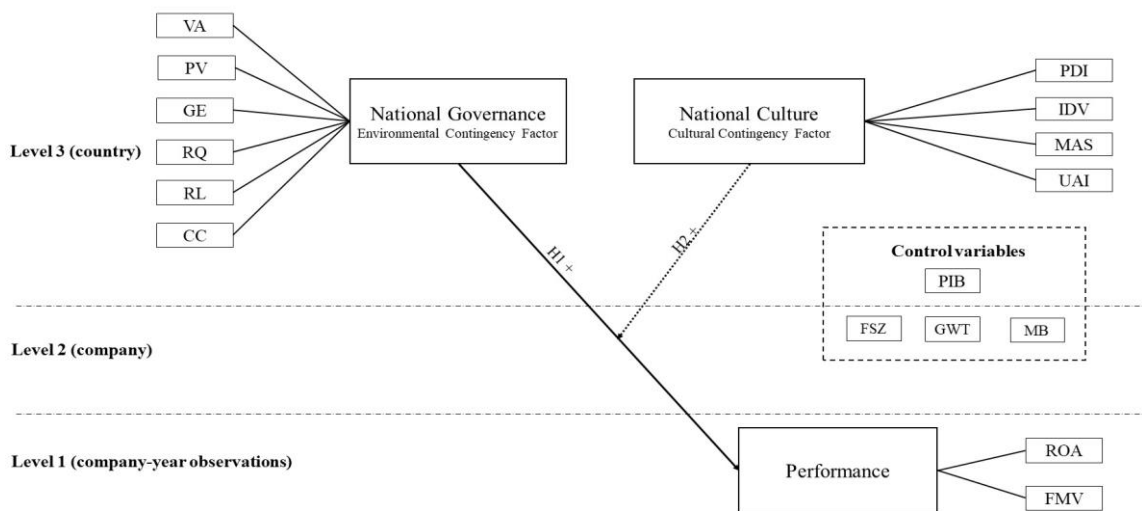 VA
PV
GE
RQ
RL
CC
Level 3 (country)
National Governance
Environmental Contingency Factor
National Culture
Cultural Contingency Factor
PDI
IDV
MAS
UAI
H1 +
H2 +
Control variables
PIB
FSZ GWT MB
Level 2 (company)
Level 1 (company-year observations)
Performance
ROA
FMV